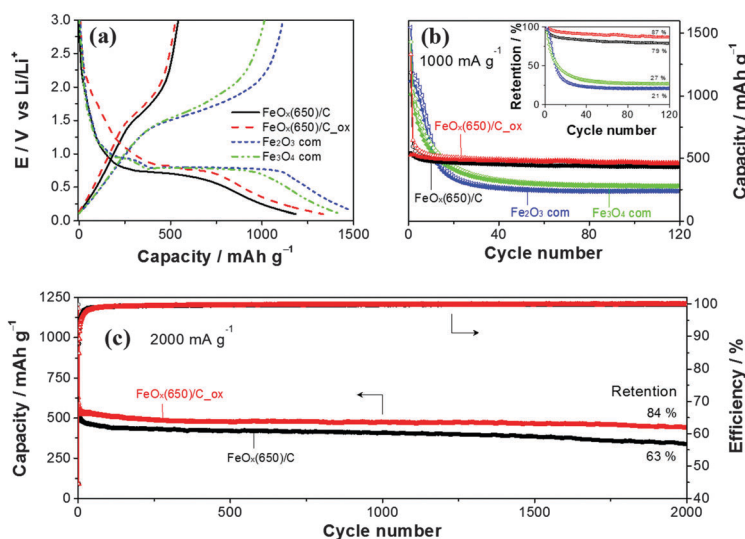 (a)
E / V vs Li/Li⁺
3.0
2.5
2.0
1.5
1.0
0.5
0.0
FeOₓ(650)/C
FeOₓ(650)/C_ox
Fe₂O₃ com
Fe₃O₄ com
0 500 1000 1500
Capacity / mAh g⁻¹
(b) 1000 mA g⁻¹
Retention / %
100
75
50
25
0
87 %
79 %
27 %
21 %
0 40 80 120
Cycle number
FeOₓ(650)/C_ox
FeOₓ(650)/C
Fe₂O₃ com
Fe₃O₄ com
1500
1000
500
0
Capacity / mAh g⁻¹
0 20 40 60 80 100 120
Cycle number
(c) 2000 mA g⁻¹
Capacity / mAh g⁻¹
1250
1000
750
500
250
0
FeOₓ(650)/C_ox
FeOₓ(650)/C
Retention
84 %
63 %
100
90
80
70
60
50
40
Efficiency / %
0 500 1000 1500 2000
Cycle number